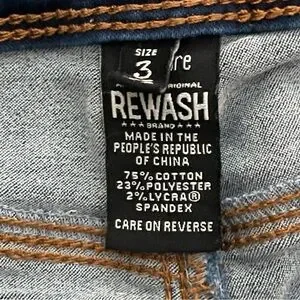 SIZE
3
re
ORIGINAL
REWASH
BRAND
MADE IN THE
PEOPLE'S REPUBLIC
OF CHINA
75% COTTON
23% POLYESTER
2% LYCRA®
SPANDEX
CARE ON REVERSE